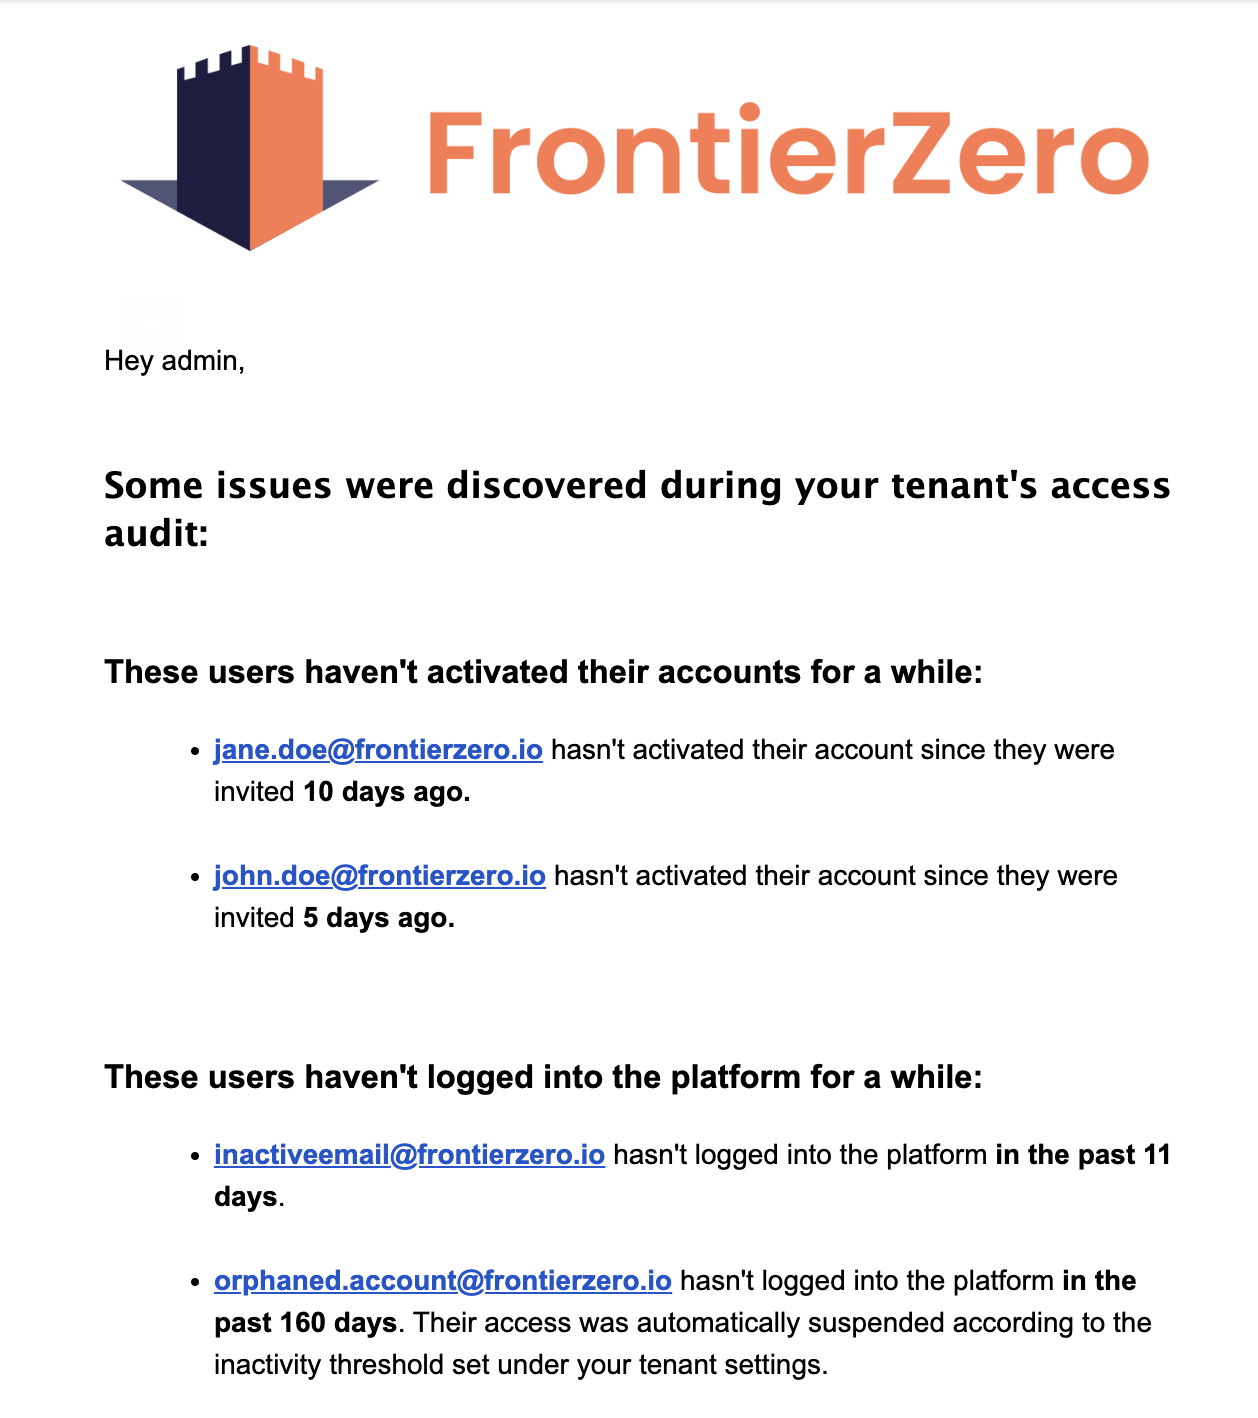 FrontierZero
Hey admin,
Some issues were discovered during your tenant's access
audit:
These users haven't activated their accounts for a while:
• jane.doe@frontierzero.io hasn't activated their account since they were
invited 10 days ago.
• john.doe@frontierzero.io hasn't activated their account since they were
invited 5 days ago.
These users haven't logged into the platform for a while:
• inactiveemail@frontierzero.io hasn't logged into the platform in the past 11
days.
• orphaned.account@frontierzero.io hasn't logged into the platform in the
past 160 days. Their access was automatically suspended according to the
inactivity threshold set under your tenant settings.